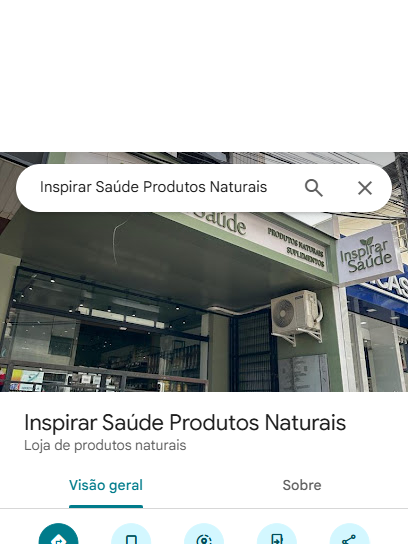 Inspirar Saúde Produtos Naturais
Saúde
PRODUTOS NATURAIS
SUPLEMENTOS
Inspirar
Saúde
Inspirar Saúde Produtos Naturais
Loja de produtos naturais
Visão geral
Sobre